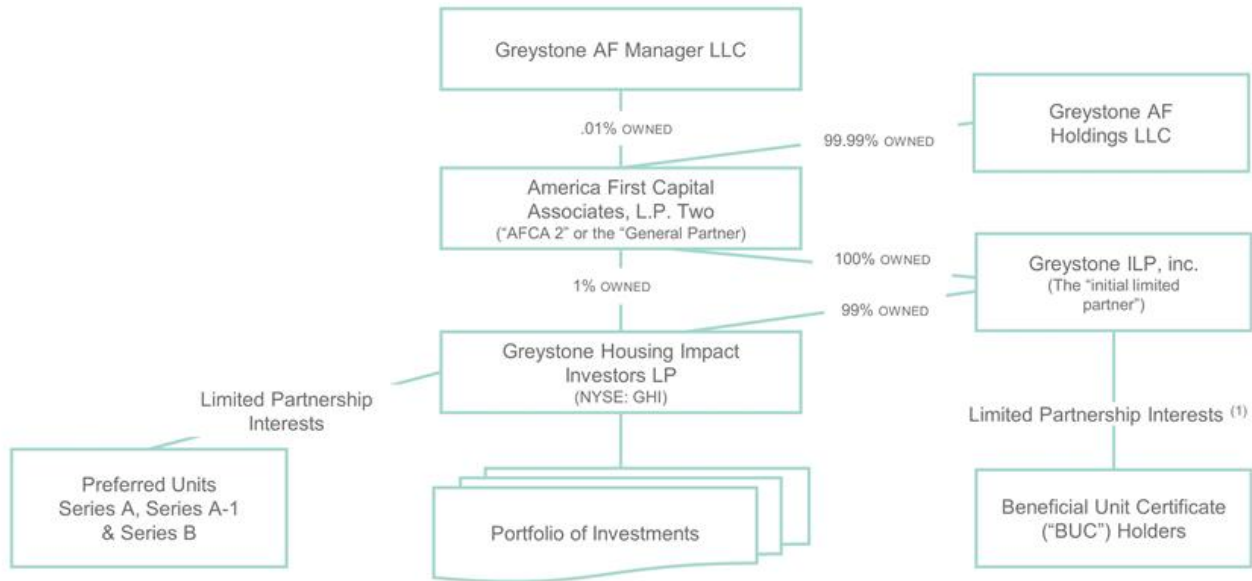 Greystone AF Manager LLC
.01% OWNED
99.99% OWNED
Greystone AF
Holdings LLC
America First Capital
Associates, L.P. Two
(“AFCA 2” or the “General Partner)
100% OWNED
Greystone ILP, inc.
(The “initial limited
partner”)
1% OWNED
99% OWNED
Greystone Housing Impact
Investors LP
(NYSE: GHI)
Limited Partnership
Interests
Limited Partnership Interests (1)
Preferred Units
Series A, Series A-1
& Series B
Portfolio of Investments
Beneficial Unit Certificate
(“BUC”) Holders